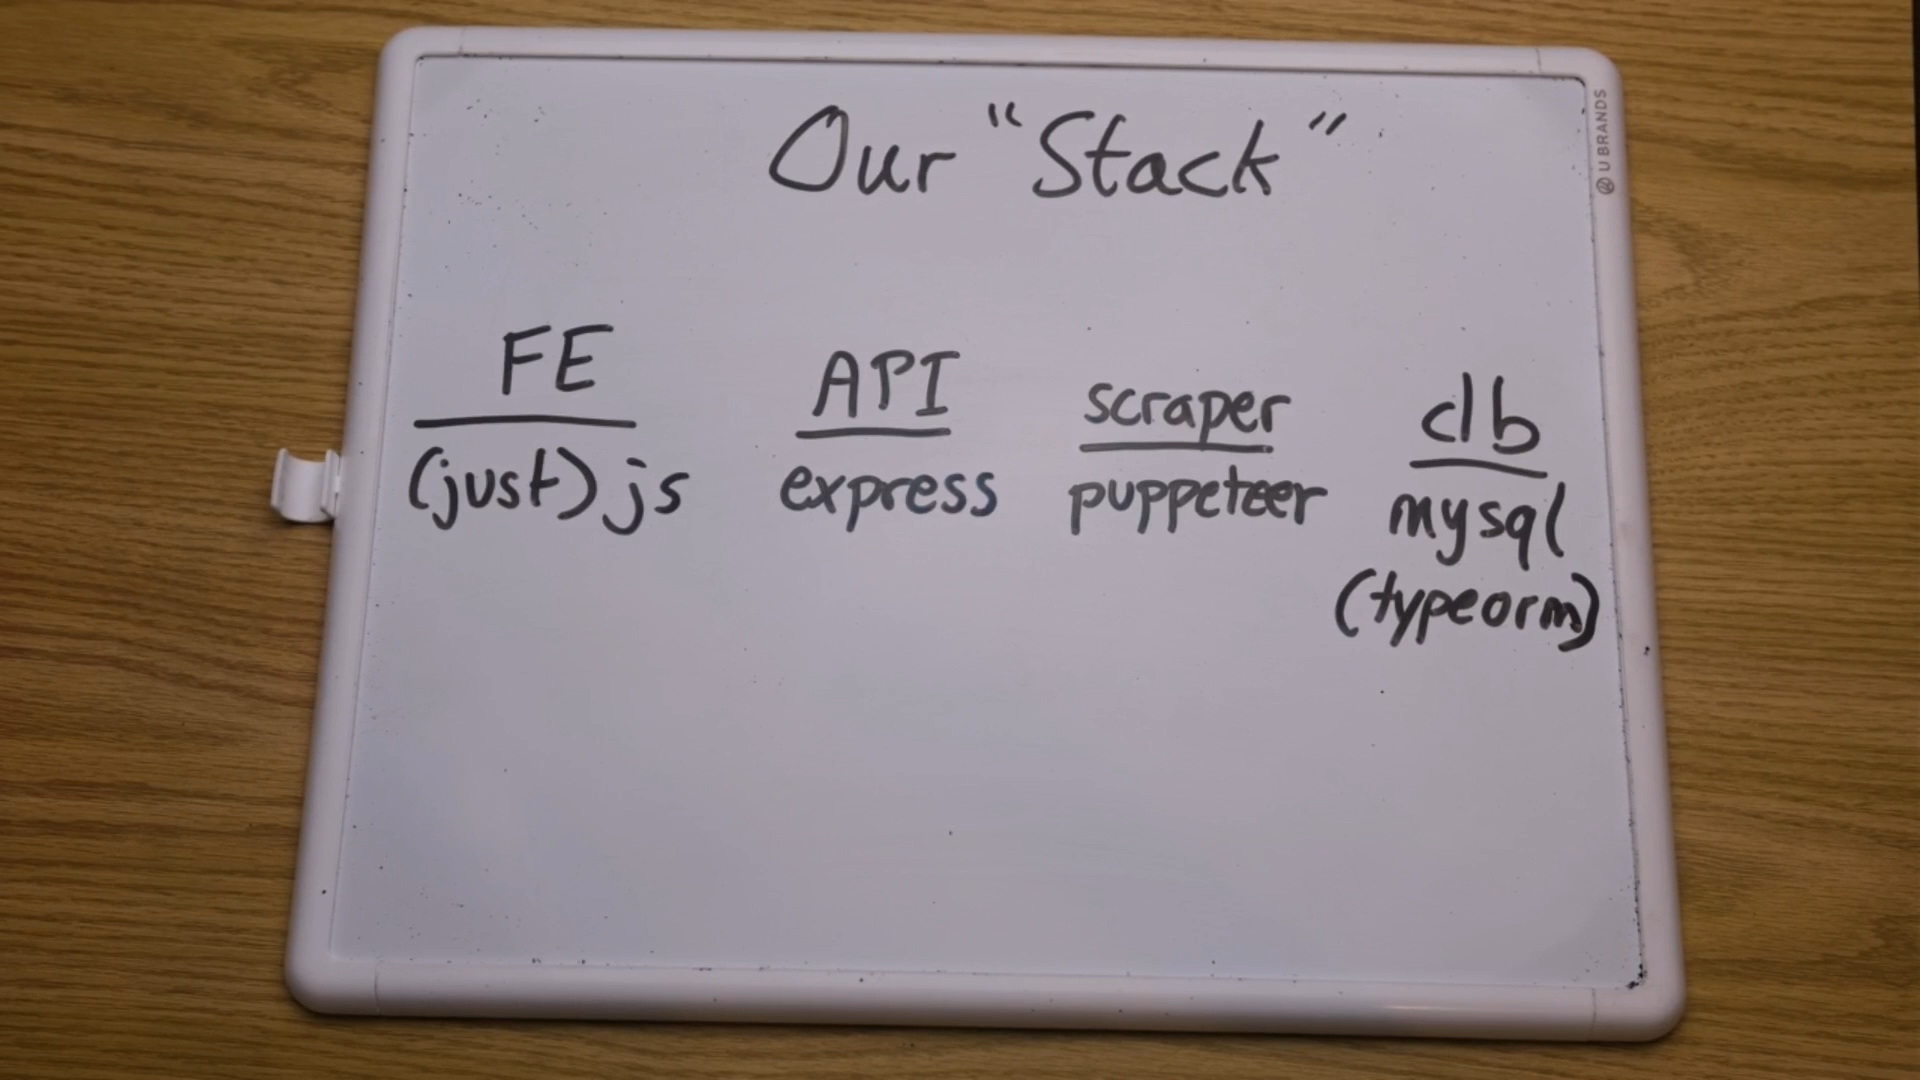 Our "Stack"
U BRANDS
FE
(just) js
API
express
scraper
puppeteer
db
mysql
(typeorm)